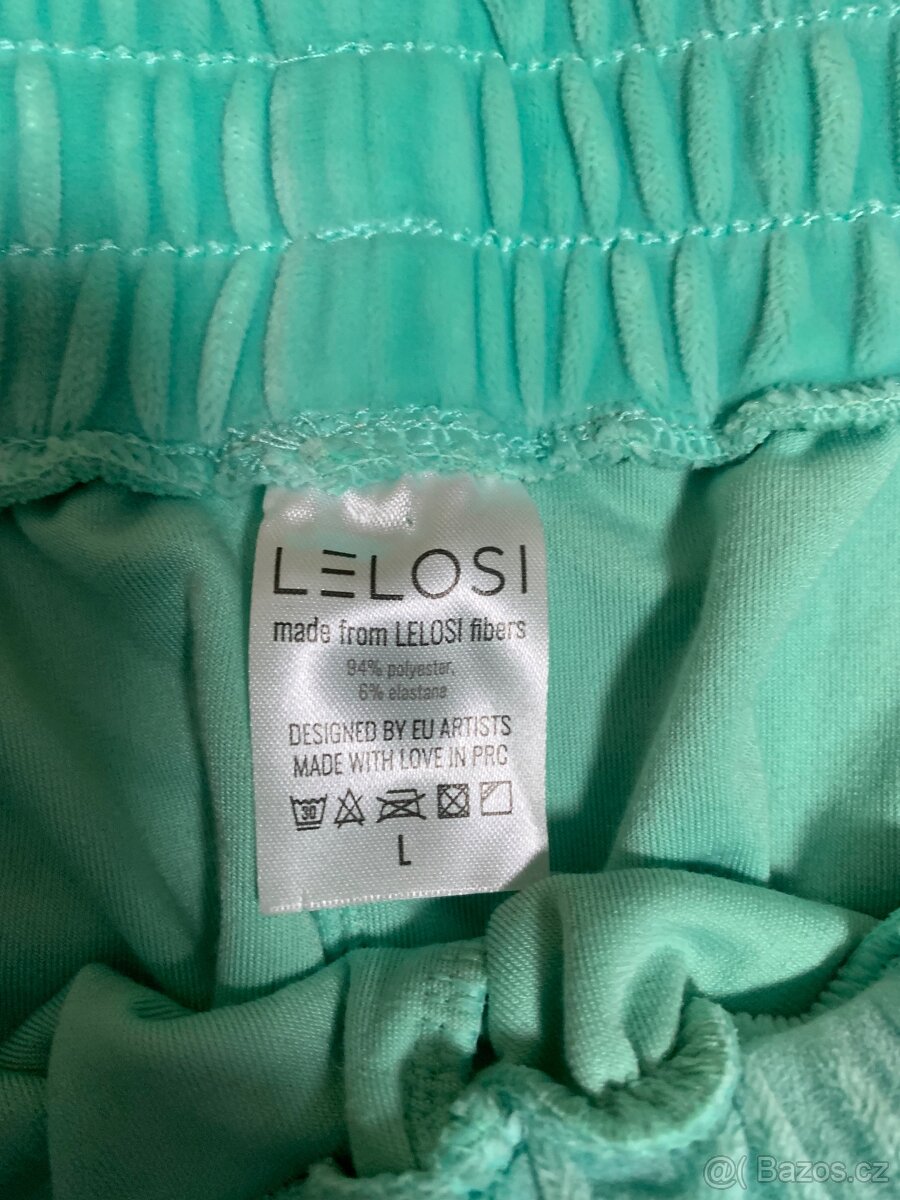 LELOSI
made from LELOSI fibers
94% polyester,
6% elastane
DESIGNED BY EU ARTISTS
MADE WITH LOVE IN PRC
30
L
Bazos.cz